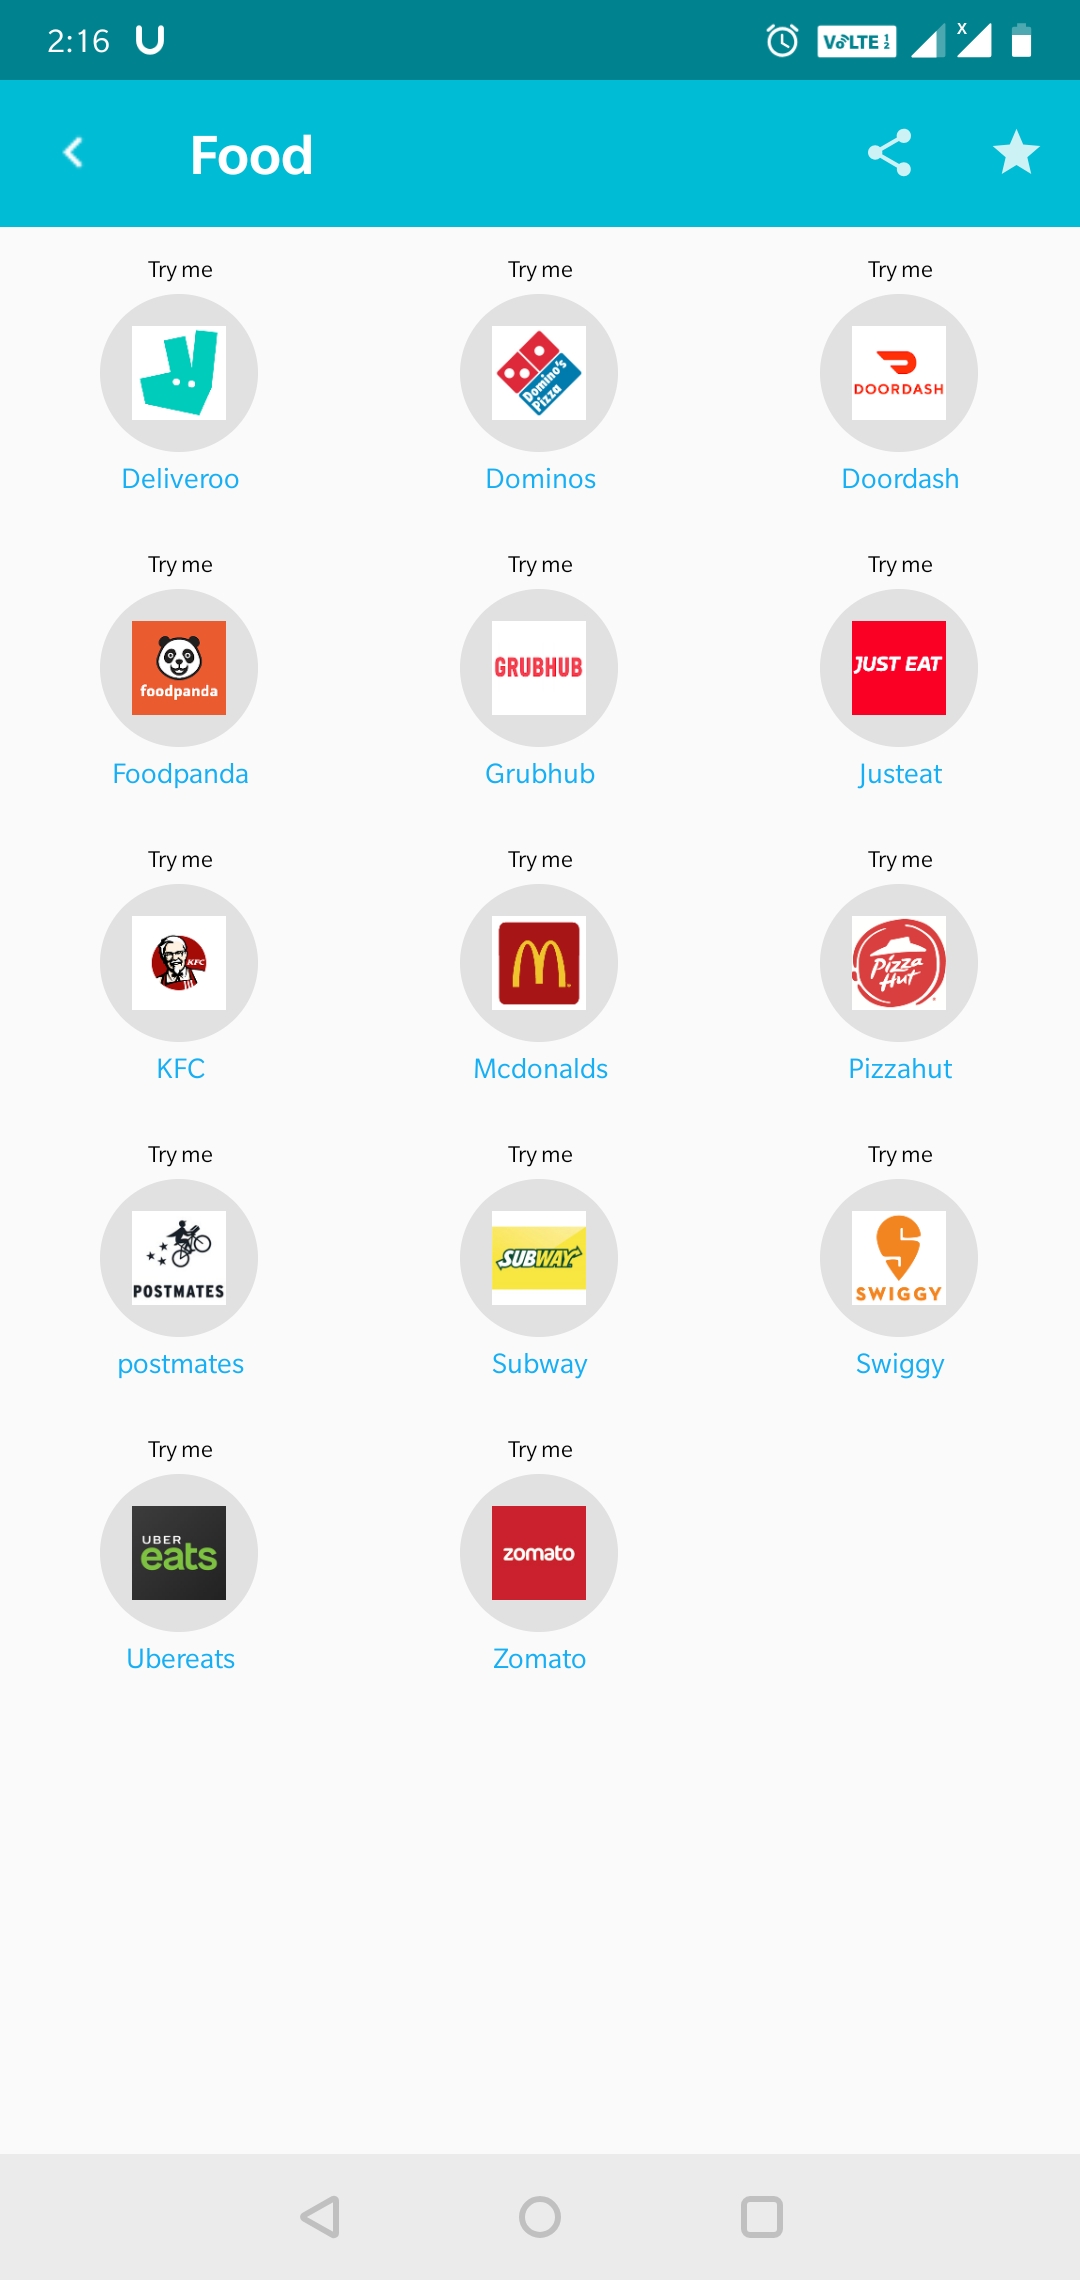 2:16 VoLTE 1 2 x
Food
Try me Try me Try me
Domino's Pizza DOORDASH
Deliveroo Dominos Doordash
Try me Try me Try me
foodpanda GRUBHUB JUST EAT
Foodpanda Grubhub Justeat
Try me Try me Try me
KFC M Pizza Hut
KFC Mcdonalds Pizzahut
Try me Try me Try me
POSTMATES SUBWAY SWIGGY
postmates Subway Swiggy
Try me Try me
UBER eats zomato
Ubereats Zomato